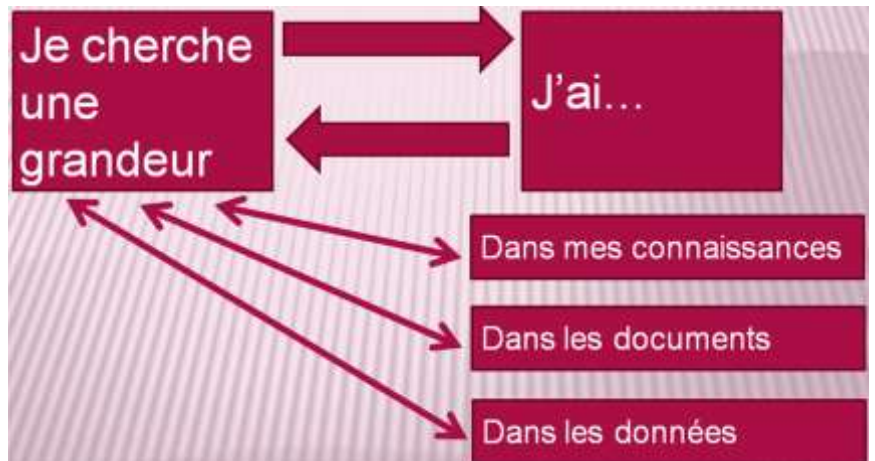 Je cherche
une
grandeur
J'ai…
Dans mes connaissances
Dans les documents
Dans les données